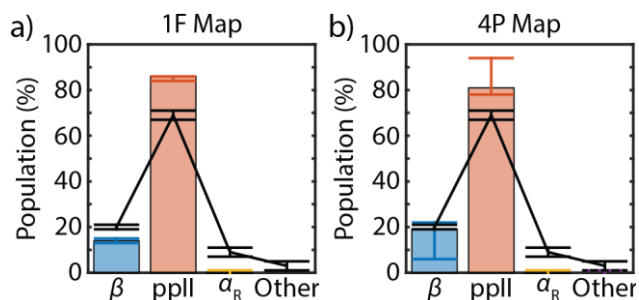 a) 1F Map
Population (%)
100
80
60
40
20
0
β ppII αR Other
b) 4P Map
Population (%)
100
80
60
40
20
0
β ppII αR Other